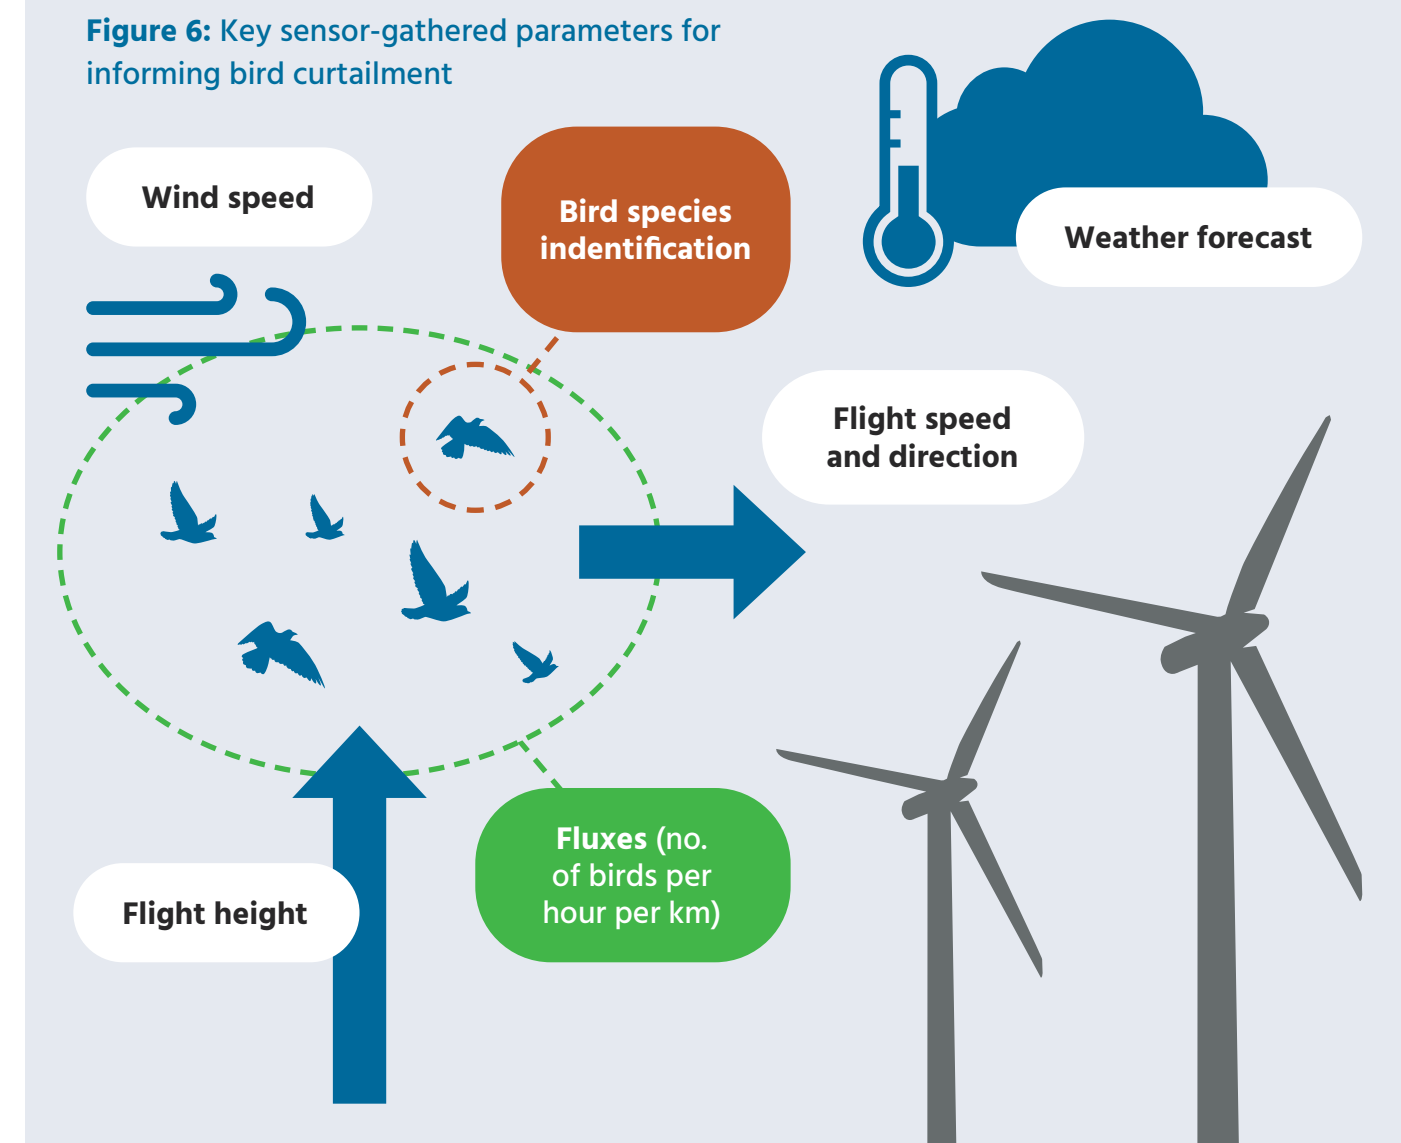 Figure 6: Key sensor-gathered parameters for
informing bird curtailment
Wind speed
Bird species
indentification
Weather forecast
Flight speed
and direction
Fluxes (no.
of birds per
hour per km)
Flight height